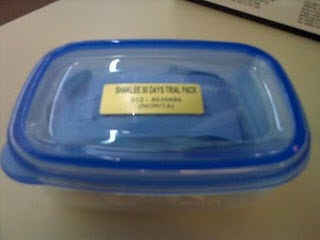 SHAKLEE 30 DAYS TRIAL PACK
(NORITA)